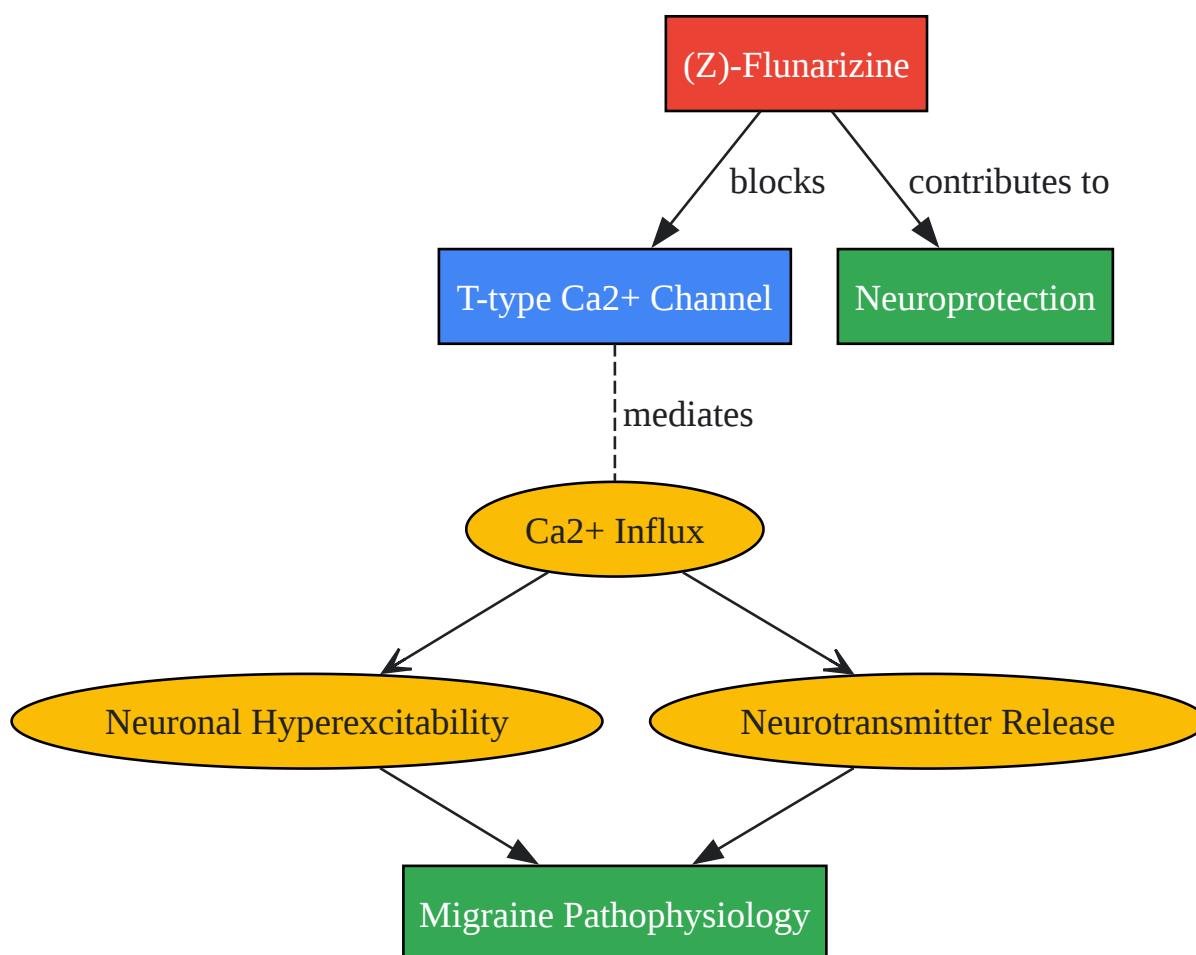 (Z)-Flunarizine
blocks
contributes to
T-type Ca2+ Channel
Neuroprotection
mediates
Ca2+ Influx
Neuronal Hyperexcitability
Neurotransmitter Release
Migraine Pathophysiology